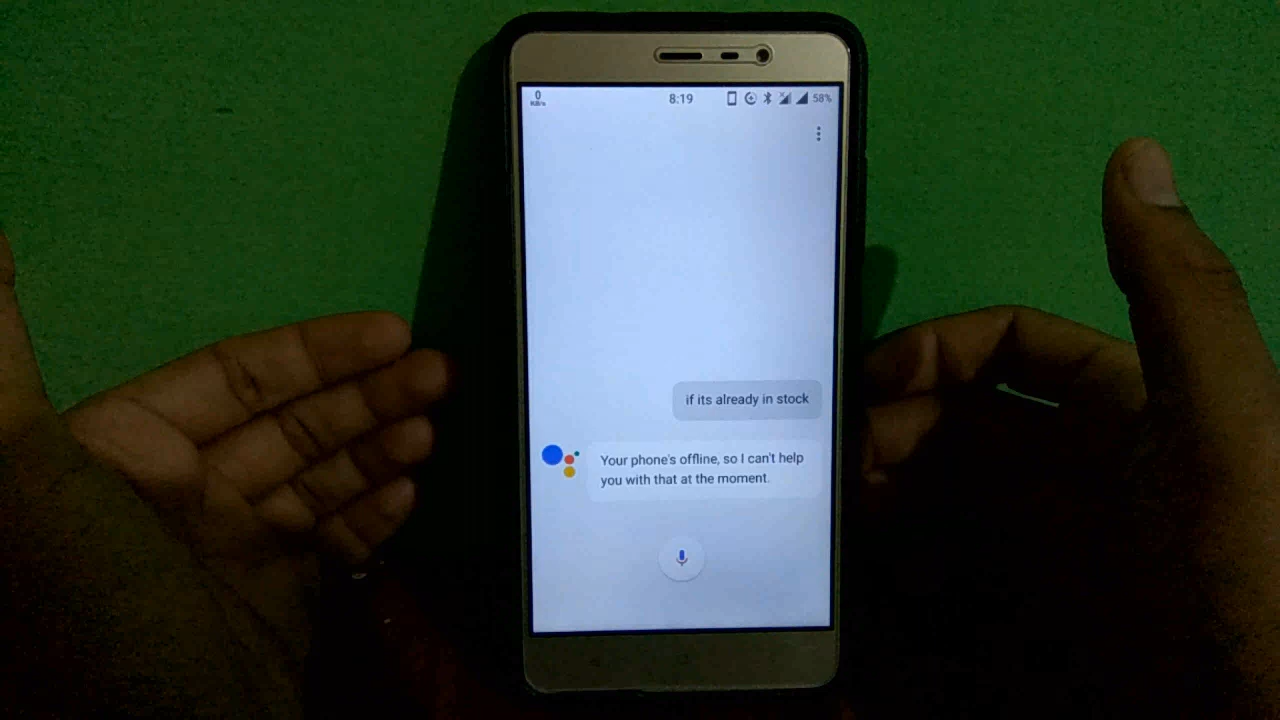 0
KB/s
8:19
58%
if its already in stock
Your phone's offline, so I can't help
you with that at the moment.